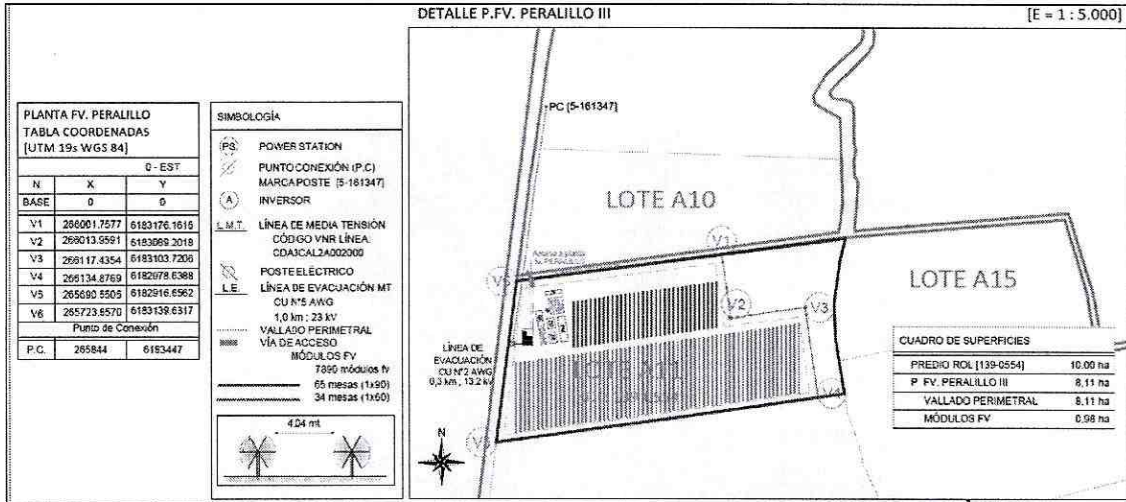 DETALLE P.FV. PERALILLO III
[E = 1 : 5.000]
PLANTA FV. PERALILLO
TABLA COORDENADAS
[UTM 19s WGS 84]
0 - EST
N X Y
BASE 0 0
V1 266001.7577 6183176.1616
V2 266013.9591 6183089.2018
V3 266117.4354 6183103.7206
V4 266134.8769 6182978.6388
V5 265690.5505 6182916.6562
V6 265723.6570 6183139.6317
Punto de Conexión
P.C. 265844 6183447
SIMBOLOGÍA
PS POWER STATION
PUNTO CONEXIÓN (P.C)
MARCAPOSTE [5-161347]
A INVERSOR
L.M.T. LÍNEA DE MEDIA TENSIÓN
CÓDIGO VNR LÍNEA:
CDA3CAL2A002000
POSTE ELÉCTRICO
L.E. LÍNEA DE EVACUACIÓN MT
CU N°5 AWG
1,0 km ; 23 kV
VALLADO PERIMETRAL
VÍA DE ACCESO
MÓDULOS FV
7890 módulos fv
65 mesas (1x90)
34 mesas (1x60)
4.04 mt
PC [5-161347]
LOTE A10
V1
V6
V2
V3
LOTE A15
LÍNEA DE
EVACUACIÓN
CU N°2 AWG
0,3 km ; 13.2 kV
LOTE A11
V4
V5
N
CUADRO DE SUPERFICIES
PREDIO ROL [139-0554] 10.00 ha
P FV. PERALILLO III 8,11 ha
VALLADO PERIMETRAL 8.11 ha
MÓDULOS FV 0.98 ha